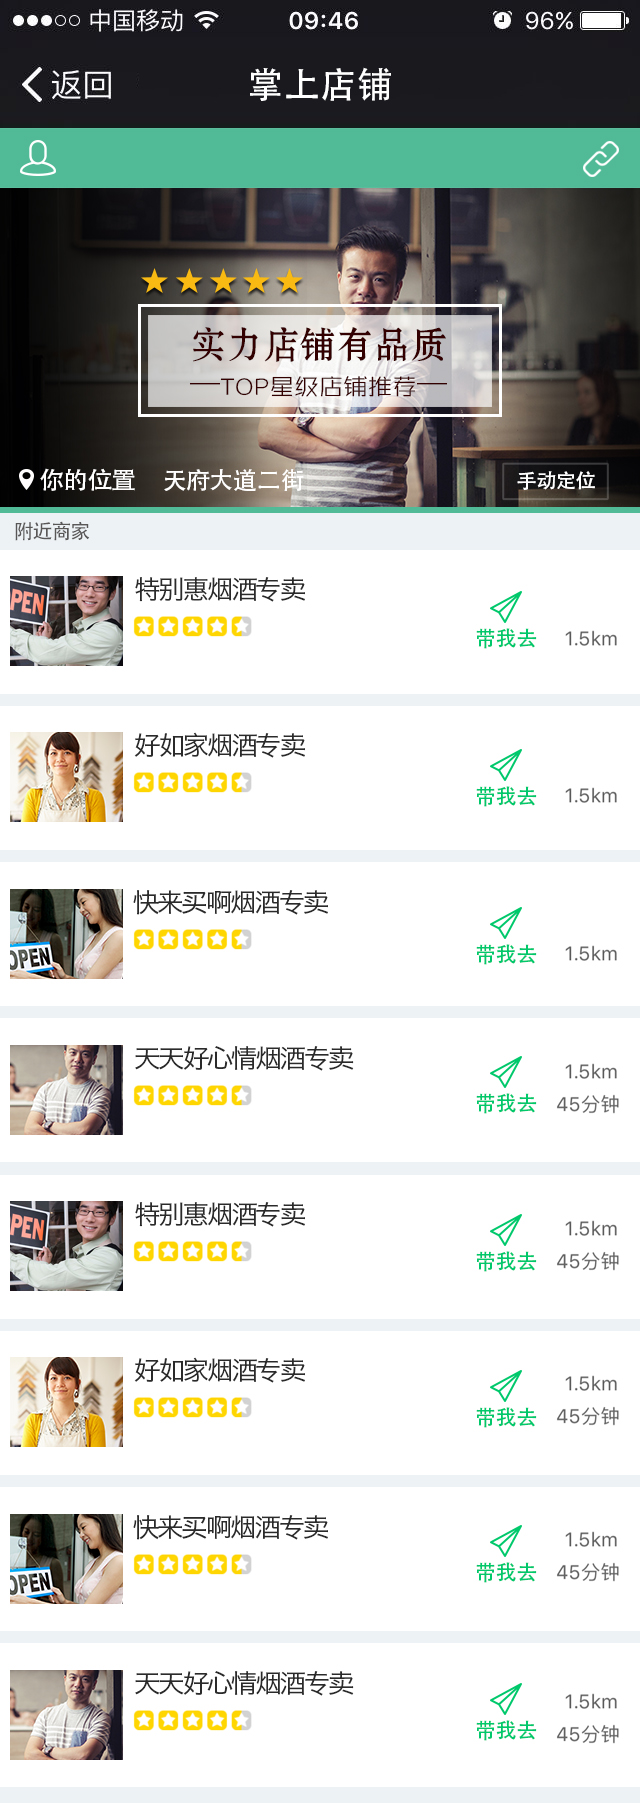 中国移动 09:46 96%
返回 掌上店铺
实力店铺有品质
TOP星级店铺推荐
你的位置 天府大道二街 手动定位
附近商家
PEN
特别惠烟酒专卖
带我去 1.5km
好如家烟酒专卖
带我去 1.5km
快来买啊烟酒专卖
OPEN
带我去 1.5km
天天好心情烟酒专卖
1.5km
带我去 45分钟
PEN
特别惠烟酒专卖
1.5km
带我去 45分钟
好如家烟酒专卖
1.5km
带我去 45分钟
快来买啊烟酒专卖
OPEN
1.5km
带我去 45分钟
天天好心情烟酒专卖
1.5km
带我去 45分钟